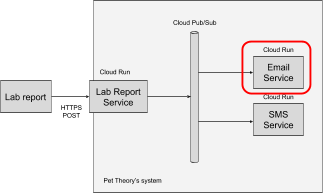 Cloud Pub/Sub
Cloud Run
Email
Service
Cloud Run
Lab report
HTTPS
POST
Lab Report
Service
Cloud Run
SMS
Service
Pet Theory's system